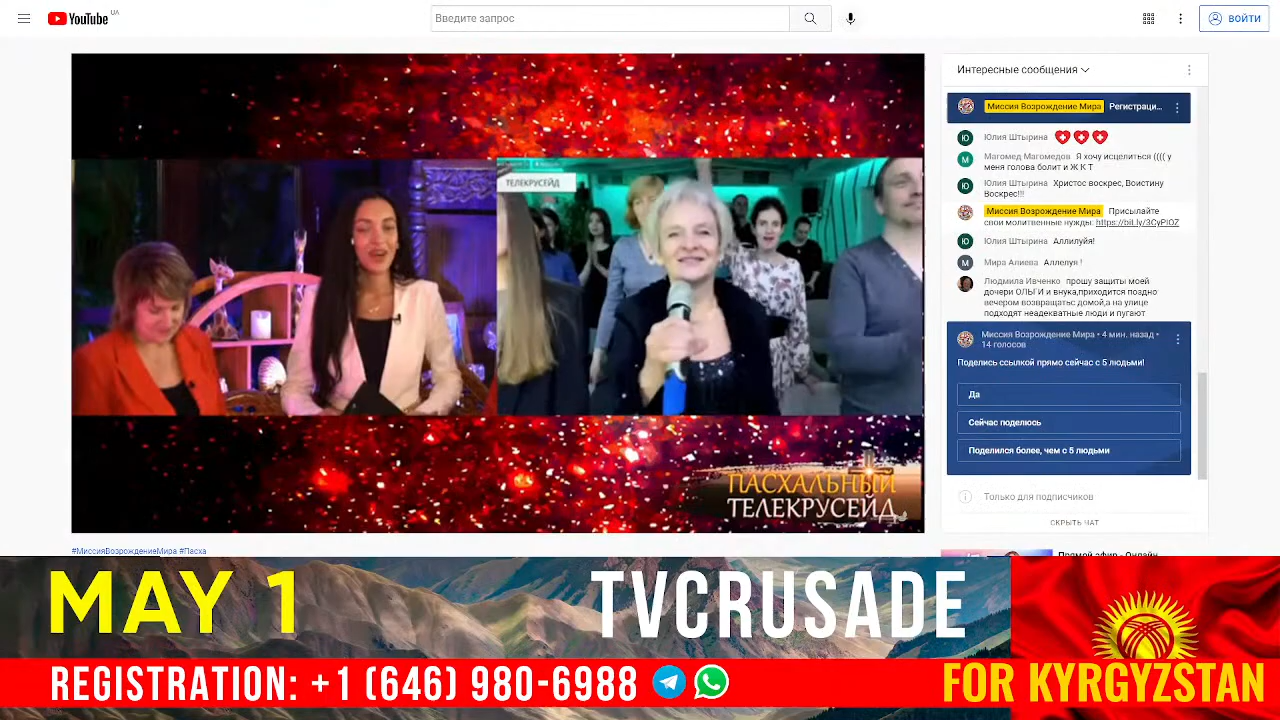 YouTube UA
Введите запрос
ВОЙТИ
ТЕЛЕКРУСЕЙД
ПАСХАЛЬНЫЙ
ТЕЛЕКРУСЕЙД
Интересные сообщения
Миссия Возрождение Мира Регистраци...
Ю Юлия Штырина
М Магомед Магомедов Я хочу исцелиться (((( у
меня голова болит и Ж К Т
Ю Юлия Штырина Христос воскрес, Воистину
Воскрес!!!
Миссия Возрождение Мира Присылайте
свои молитвенные нужды:
Ю Юлия Штырина Аллилуйя!
М Мира Алиева Аллелуя !
Людмила Ивченко прошу защиты моей
дочери ОЛЬГИ и внука,приходится поздно
вечером возвращатьс домой,а на улице
подходят неадекватные люди и пугают
Миссия Возрождение Мира • 4 мин. назад •
14 голосов
Поделись ссылкой прямо сейчас с 5 людьми!
Да
Сейчас поделюсь
Поделился более, чем с 5 людьми
Только для подписчиков
СКРЫТЬ ЧАТ
#МиссияВозрождениеМира #Пасха
Прямой эфир - Онлайн
MAY 1
TVCRUSADE
REGISTRATION: +1 (646) 980-6988
FOR KYRGYZSTAN